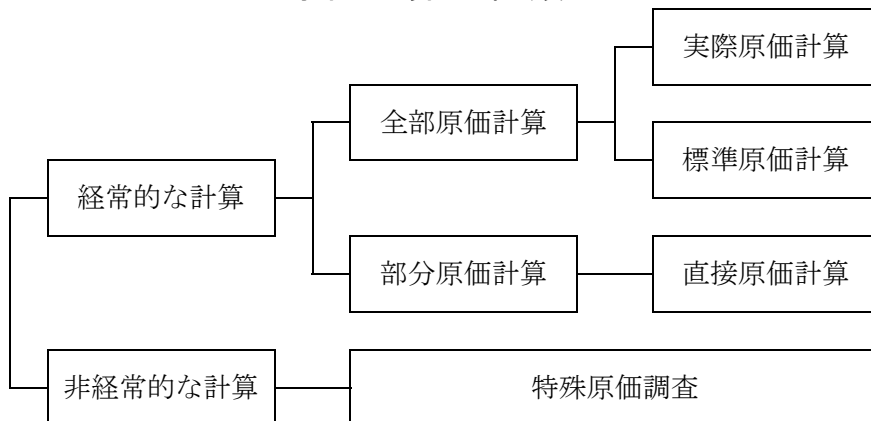 実際原価計算
全部原価計算
標準原価計算
経常的な計算
部分原価計算
直接原価計算
非経常的な計算
特殊原価調査